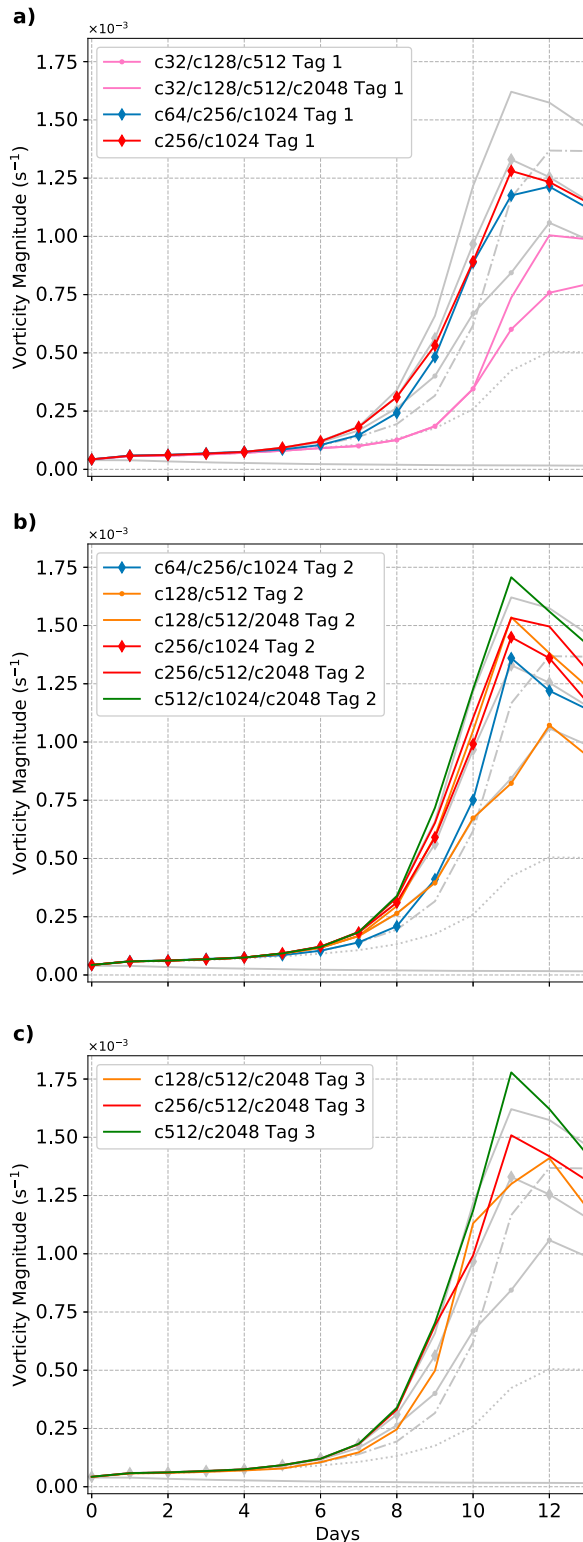 a)
×10⁻³
1.75
1.50
1.25
1.00
0.75
0.50
0.25
0.00
Vorticity Magnitude (s⁻¹)
c32/c128/c512 Tag 1
c32/c128/c512/c2048 Tag 1
c64/c256/c1024 Tag 1
c256/c1024 Tag 1
b)
×10⁻³
1.75
1.50
1.25
1.00
0.75
0.50
0.25
0.00
Vorticity Magnitude (s⁻¹)
c64/c256/c1024 Tag 2
c128/c512 Tag 2
c128/c512/2048 Tag 2
c256/c1024 Tag 2
c256/c512/c2048 Tag 2
c512/c1024/c2048 Tag 2
c)
×10⁻³
1.75
1.50
1.25
1.00
0.75
0.50
0.25
0.00
Vorticity Magnitude (s⁻¹)
c128/c512/c2048 Tag 3
c256/c512/c2048 Tag 3
c512/c2048 Tag 3
0 2 4 6 8 10 12
Days